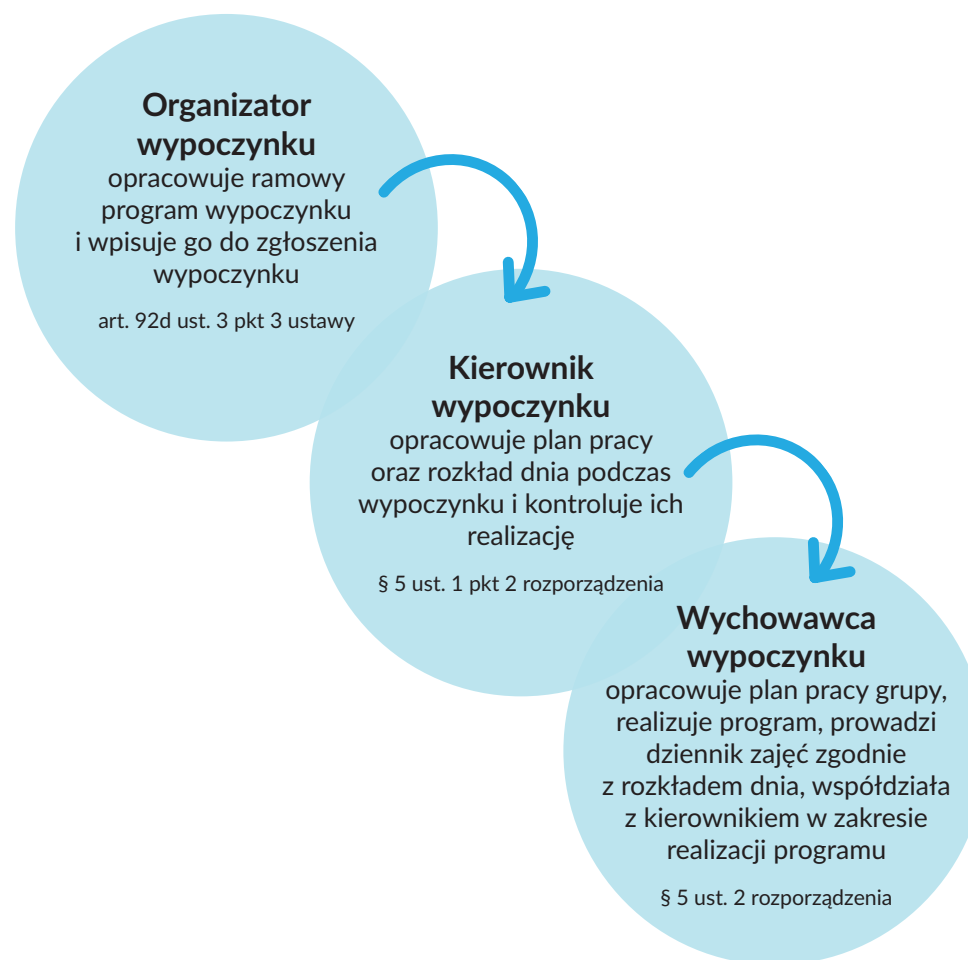 Organizator
wypoczynku
opracowuje ramowy
program wypoczynku
i wpisuje go do zgłoszenia
wypoczynku
art. 92d ust. 3 pkt 3 ustawy
Kierownik
wypoczynku
opracowuje plan pracy
oraz rozkład dnia podczas
wypoczynku i kontroluje ich
realizację
§ 5 ust. 1 pkt 2 rozporządzenia
Wychowawca
wypoczynku
opracowuje plan pracy grupy,
realizuje program, prowadzi
dziennik zajęć zgodnie
z rozkładem dnia, współdziała
z kierownikiem w zakresie
realizacji programu
§ 5 ust. 2 rozporządzenia